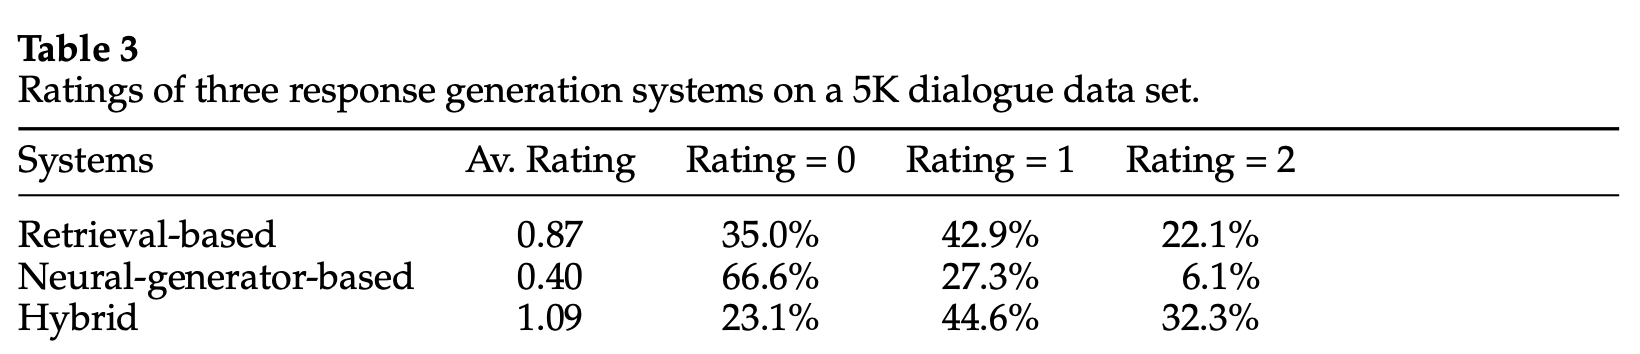 Table 3
Ratings of three response generation systems on a 5K dialogue data set.
Systems Av. Rating Rating = 0 Rating = 1 Rating = 2
Retrieval-based 0.87 35.0% 42.9% 22.1%
Neural-generator-based 0.40 66.6% 27.3% 6.1%
Hybrid 1.09 23.1% 44.6% 32.3%